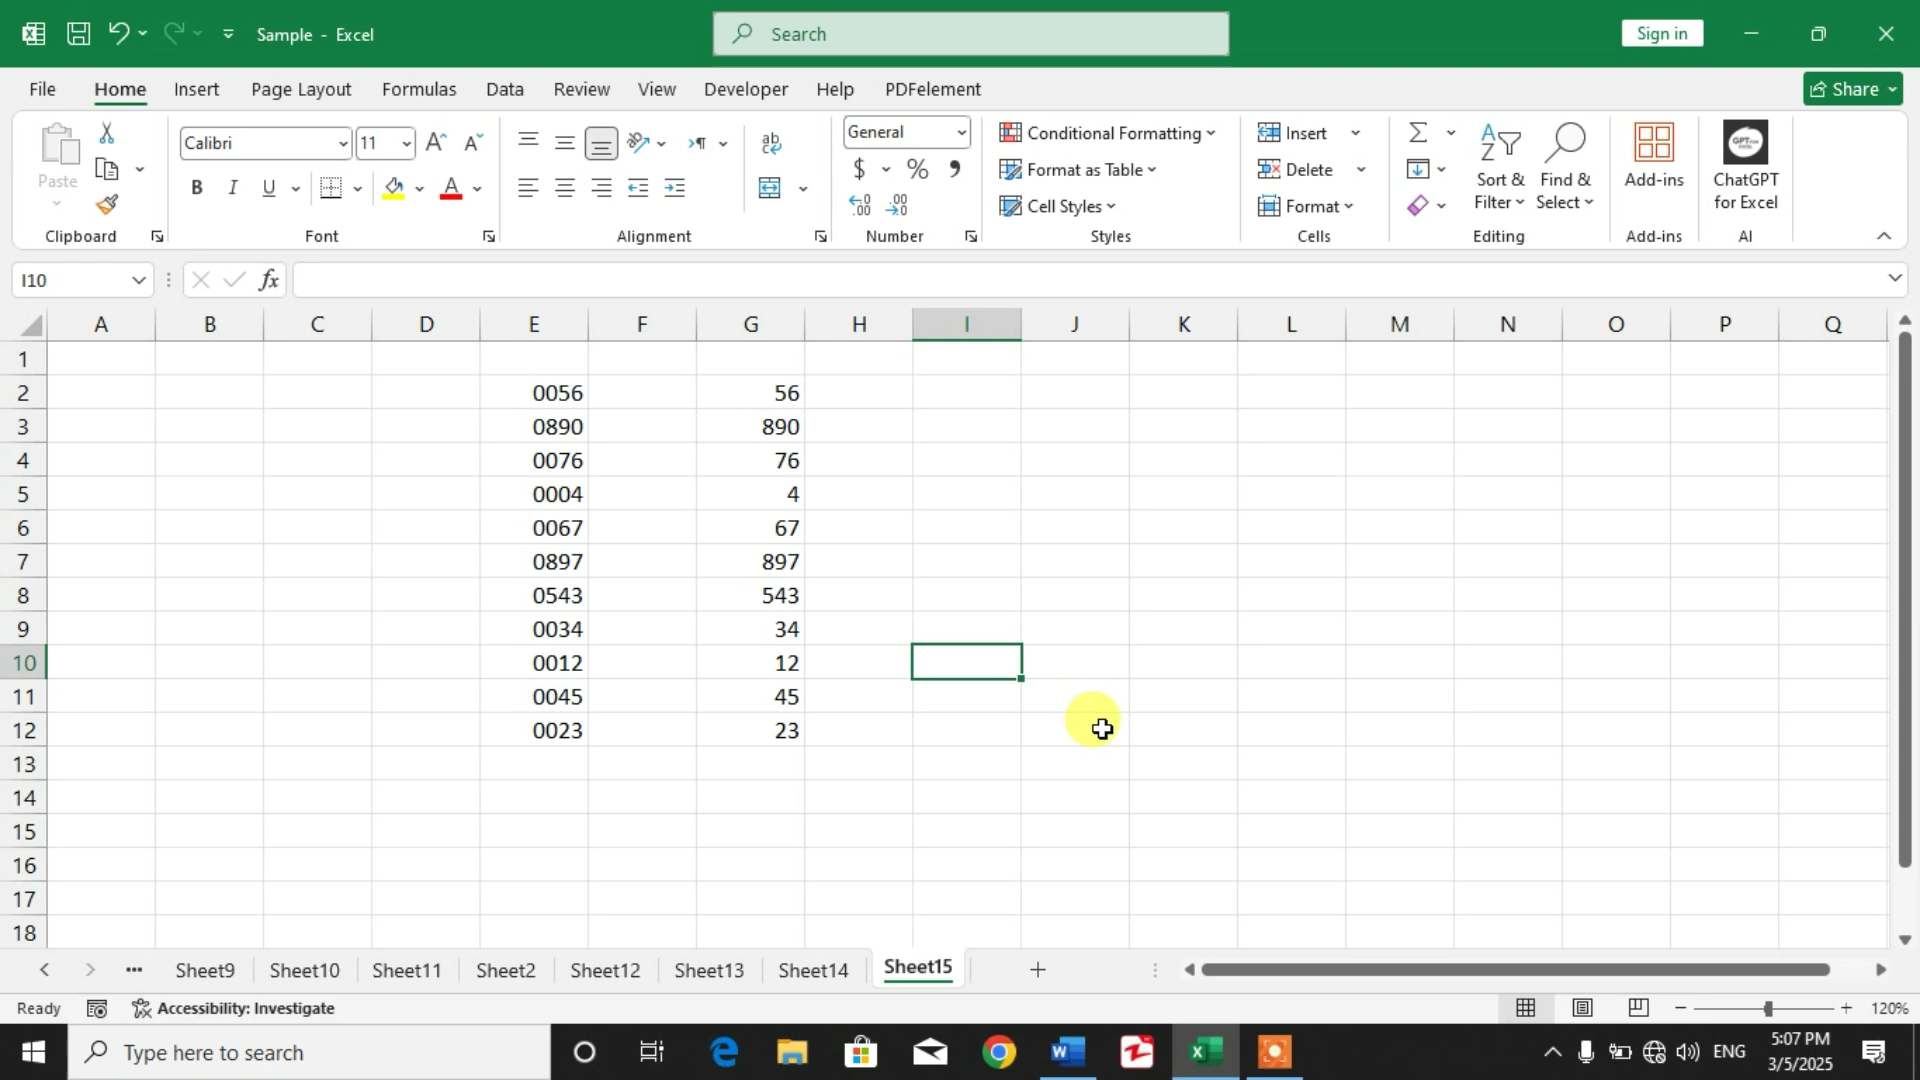 Sample - Excel
Search
Sign in
File Home Insert Page Layout Formulas Data Review View Developer Help PDFelement
Share
Paste
Calibri 11
B I U A
ab
General
$ % 9
Conditional Formatting
Format as Table
Cell Styles
Insert
Delete
Format
Sort & Filter
Find & Select
Add-ins
ChatGPT for Excel
Clipboard Font Alignment Number Styles Cells Editing Add-ins AI
I10 fx
A B C D E F G H I J K L M N O P Q
1
2 0056 56
3 0890 890
4 0076 76
5 0004 4
6 0067 67
7 0897 897
8 0543 543
9 0034 34
10 0012 12
11 0045 45
12 0023 23
13
14
15
16
17
18
... Sheet9 Sheet10 Sheet11 Sheet2 Sheet12 Sheet13 Sheet14 Sheet15 +
Ready Accessibility: Investigate - + 120%
Type here to search
ENG
5:07 PM
3/5/2025